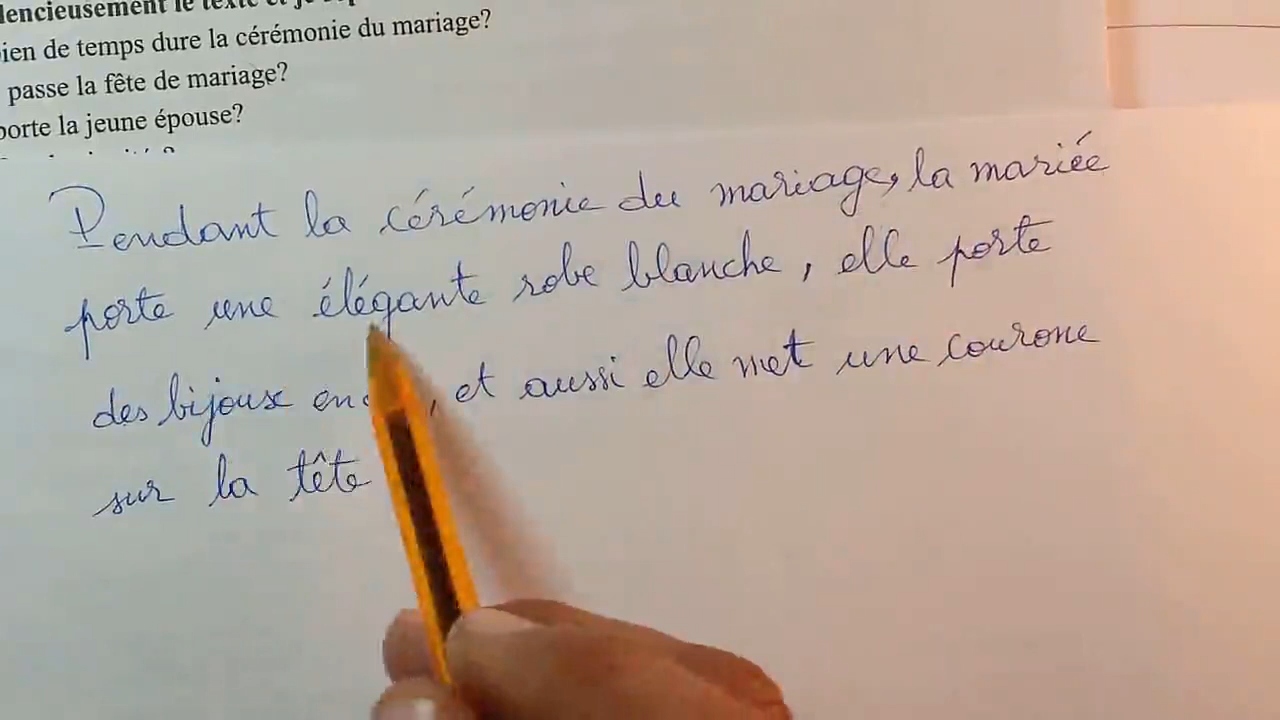 lencieusement le texte et je
ien de temps dure la cérémonie du mariage?
passe la fête de mariage?
porte la jeune épouse?
Pendant la cérémonie du mariage, la mariée
porte une élégante robe blanche, elle porte
des bijoux en , et aussi elle met une courone
sur la tête